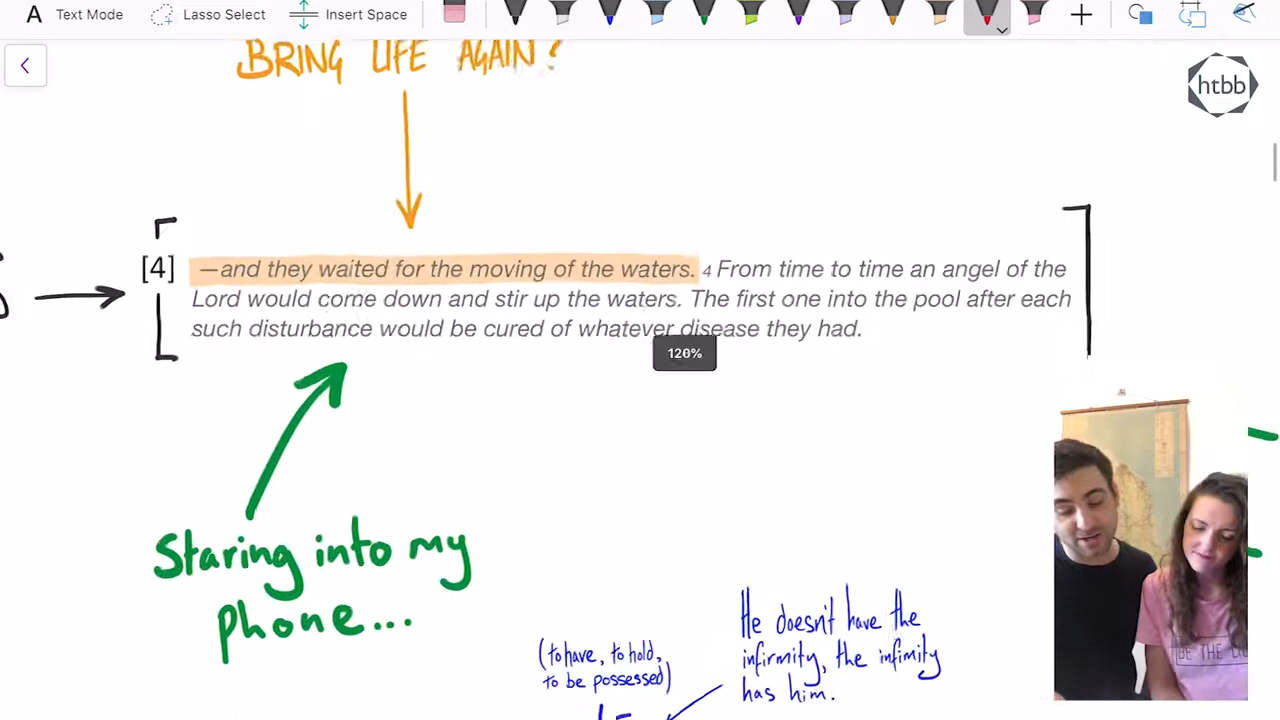 A Text Mode Lasso Select Insert Space
BRING LIFE AGAIN?
htbb
[4] —and they waited for the moving of the waters. 4 From time to time an angel of the
Lord would come down and stir up the waters. The first one into the pool after each
such disturbance would be cured of whatever disease they had.
120%
Staring into my
phone...
He doesn't have the
infirmity, the infimity
has him.
(to have, to hold,
to be possessed)
BE THE